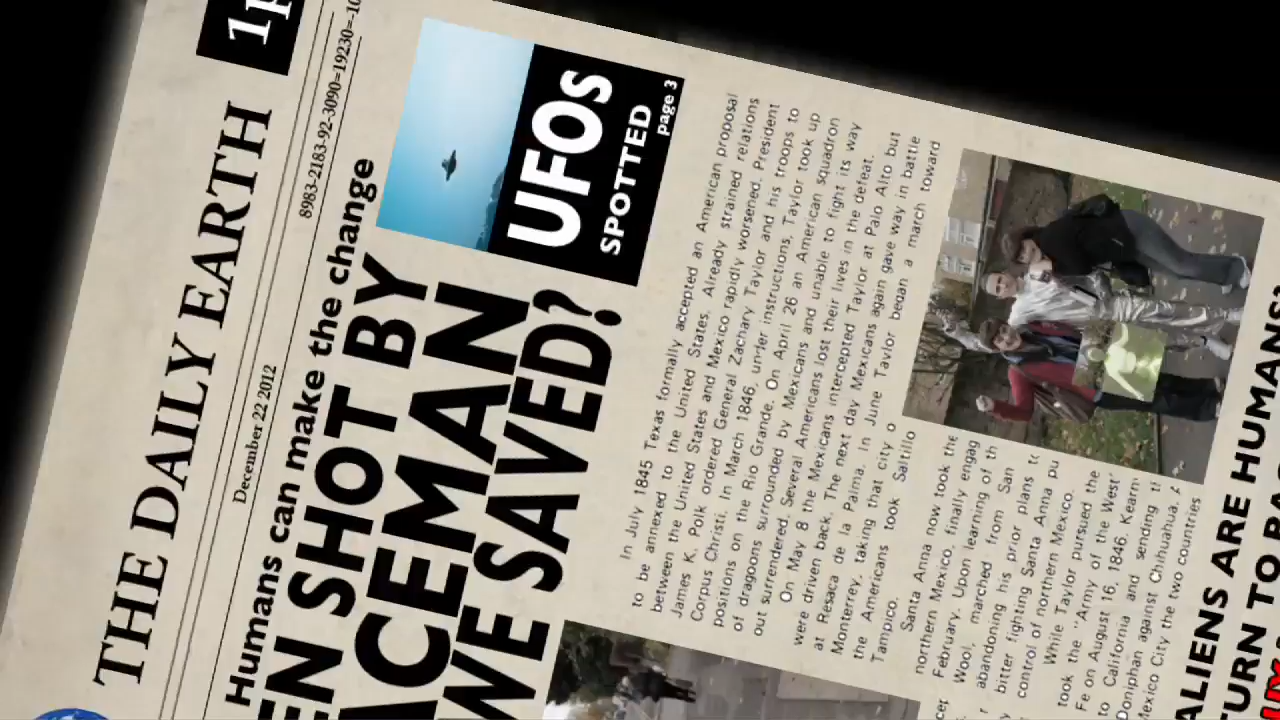 THE DAILY EARTH
December 22 2012
8983-2183-92-3090=19230=-10
Humans can make the change
SHOT BY
WE SAVED?
UFOs
SPOTTED
page 3
In July 1845 Texas formally accepted an American proposal
to be annexed to the United States. Already strained relations
between the United States and Mexico rapidly worsened. President
James K. Polk ordered General Zachary Taylor and his troops to
Corpus Christi. In March 1846, under instructions, Taylor took up
positions on the Rio Grande. On April 26 an American squadron
of dragoons surrounded by Mexicans and unable to fight its way
out surrendered. Several Americans lost their lives in the defeat.
On May 8 the Mexicans intercepted Taylor at Palo Alto but
were driven back. The next day Mexicans again gave way in battle
at Resaca de la Palma. In June Taylor began a march toward
Monterrey, taking that city
the Americans took Saltillo
Tampico.
Santa Anna now took the
northern Mexico, finally
February. Upon learning of
Wool, marched from San
abandoning his prior plans
bitter fighting Santa Anna
control of northern Mexico.
While Taylor pursued the
took the "Army of the West"
Fe on August 16, 1846.
to California and sending
Doniphan against Chihuahua,
Mexico City the two countries
ALIENS ARE HUMANS?